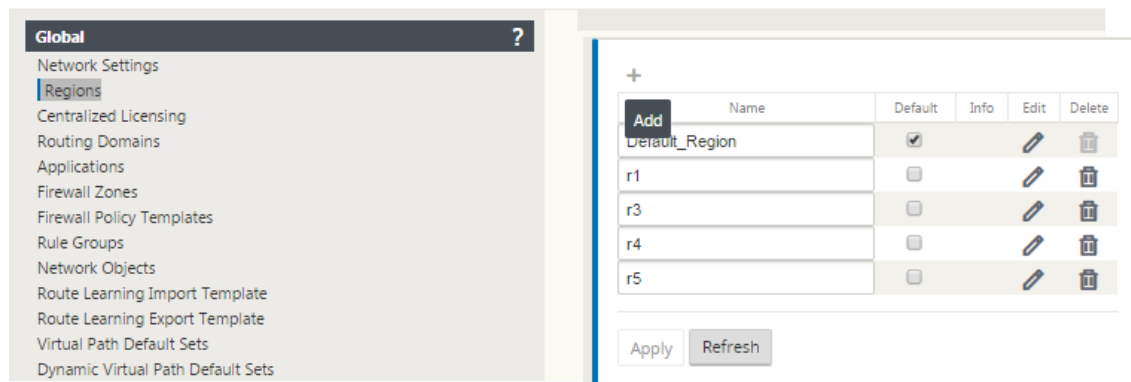 Global ?
Network Settings
Regions
Centralized Licensing
Routing Domains
Applications
Firewall Zones
Firewall Policy Templates
Rule Groups
Network Objects
Route Learning Import Template
Route Learning Export Template
Virtual Path Default Sets
Dynamic Virtual Path Default Sets
+
Name Default Info Edit Delete
Add
Default_Region
r1
r3
r4
r5
Apply Refresh